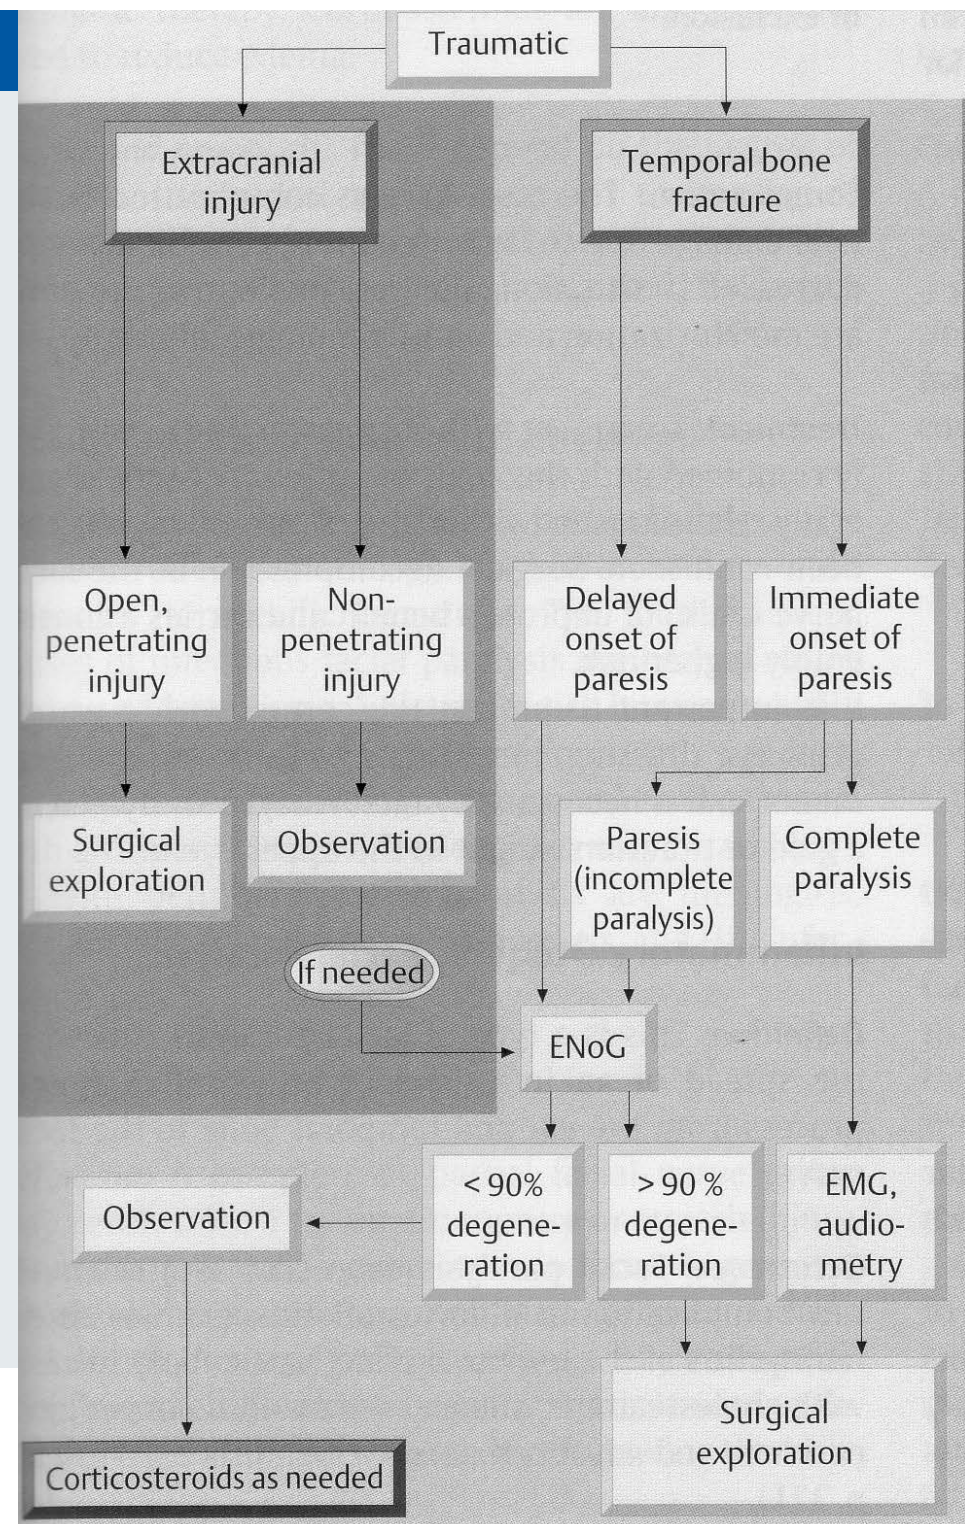 Traumatic
Extracranial
injury
Temporal bone
fracture
Open,
penetrating
injury
Non-
penetrating
injury
Delayed
onset of
paresis
Immediate
onset of
paresis
Surgical
exploration
Observation
Paresis
(incomplete
paralysis)
Complete
paralysis
If needed
ENoG
Observation
< 90%
degene-
ration
> 90 %
degene-
ration
EMG,
audio-
metry
Surgical
exploration
Corticosteroids as needed